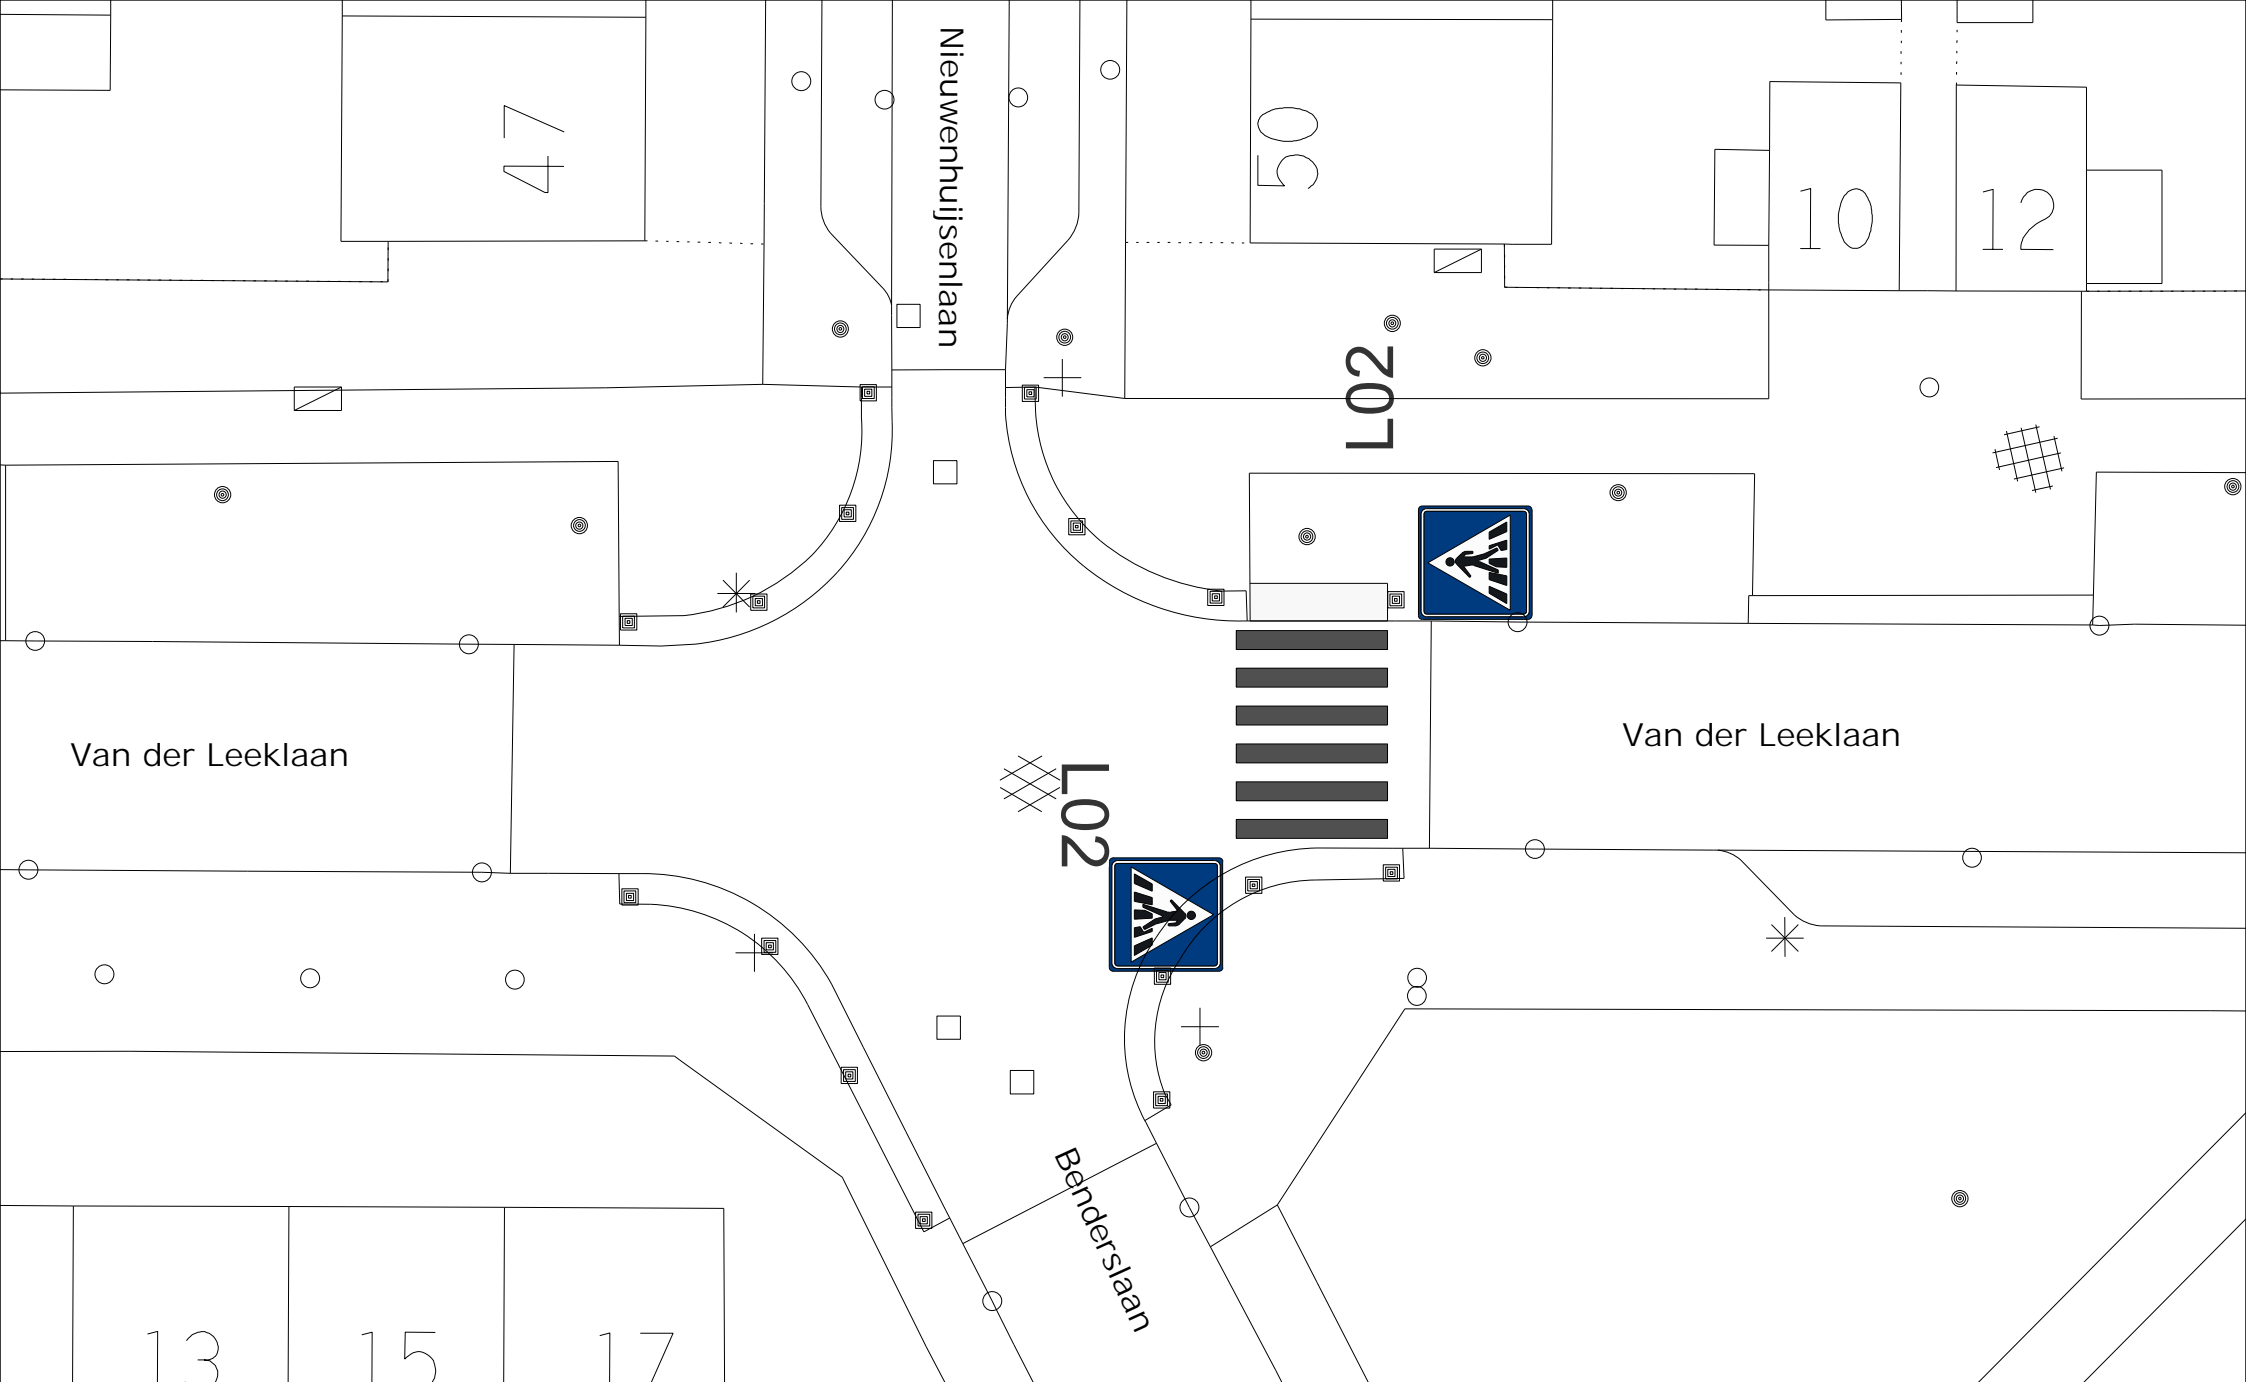 Nieuwenhuijsenlaan
47
50
10
12
L02
Van der Leeklaan
Van der Leeklaan
L02
Benderslaan
13
15
17